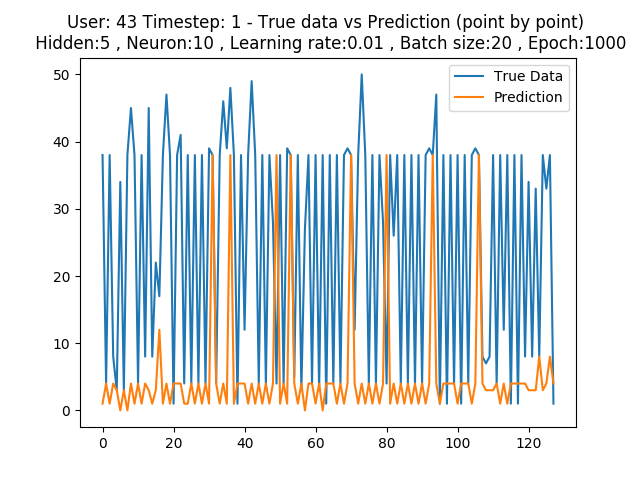 User: 43 Timestep: 1 - True data vs Prediction (point by point)
Hidden:5 , Neuron:10 , Learning rate:0.01 , Batch size:20 , Epoch:1000
True Data
Prediction
50
40
30
20
10
0
0 20 40 60 80 100 120